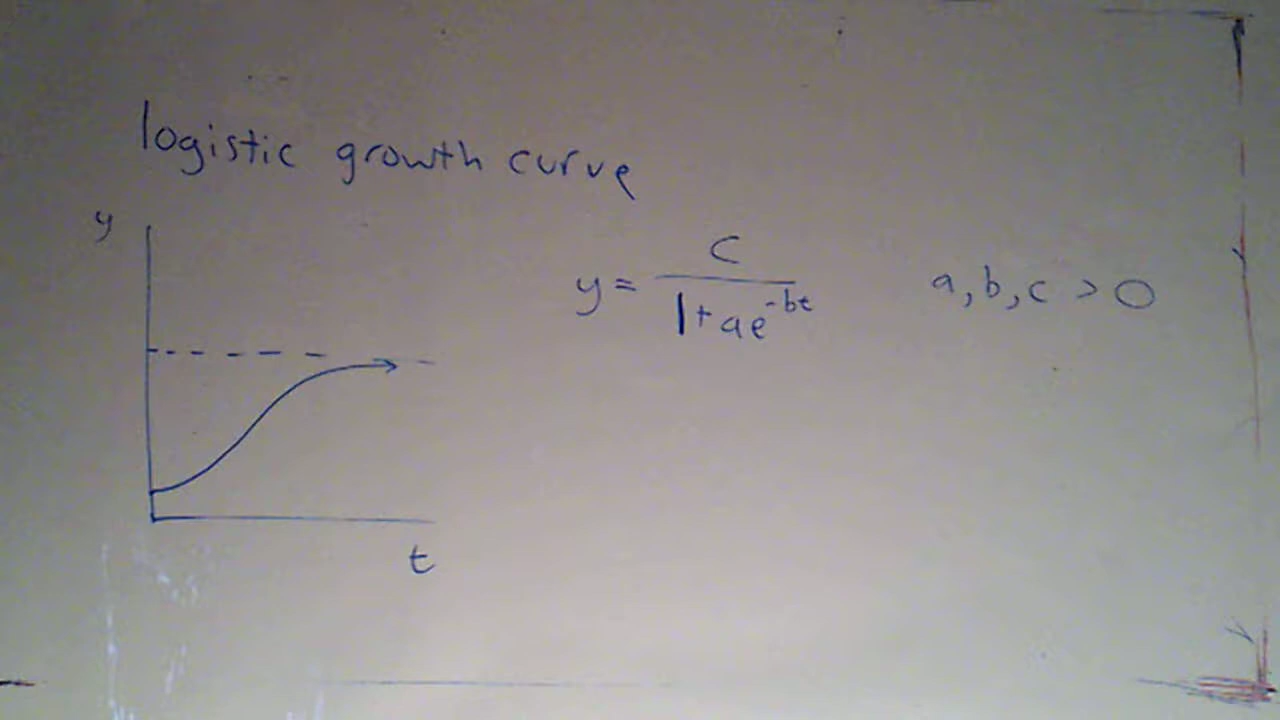 logistic growth curve
y
y = c / 1+ae^-bt
a,b,c > 0
t